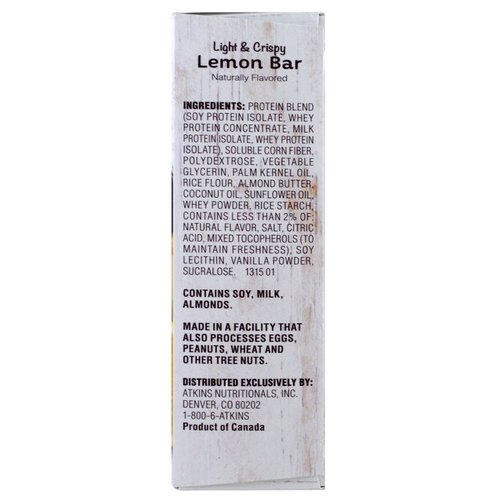 Light & Crispy
Lemon Bar
Naturally Flavored
INGREDIENTS: PROTEIN BLEND
(SOY PROTEIN ISOLATE, WHEY
PROTEIN CONCENTRATE, MILK
PROTEIN ISOLATE, WHEY PROTEIN
ISOLATE), SOLUBLE CORN FIBER,
POLYDEXTROSE, VEGETABLE
GLYCERIN, PALM KERNEL OIL,
RICE FLOUR, ALMOND BUTTER,
COCONUT OIL, SUNFLOWER OIL,
WHEY POWDER, RICE STARCH,
CONTAINS LESS THAN 2% OF:
NATURAL FLAVOR, SALT, CITRIC
ACID, MIXED TOCOPHEROLS (TO
MAINTAIN FRESHNESS), SOY
LECITHIN, VANILLA POWDER,
SUCRALOSE. 1315 01
CONTAINS SOY, MILK,
ALMONDS.
MADE IN A FACILITY THAT
ALSO PROCESSES EGGS,
PEANUTS, WHEAT AND
OTHER TREE NUTS.
DISTRIBUTED EXCLUSIVELY BY:
ATKINS NUTRITIONALS, INC.
DENVER, CO 80202
1-800-6-ATKINS
Product of Canada